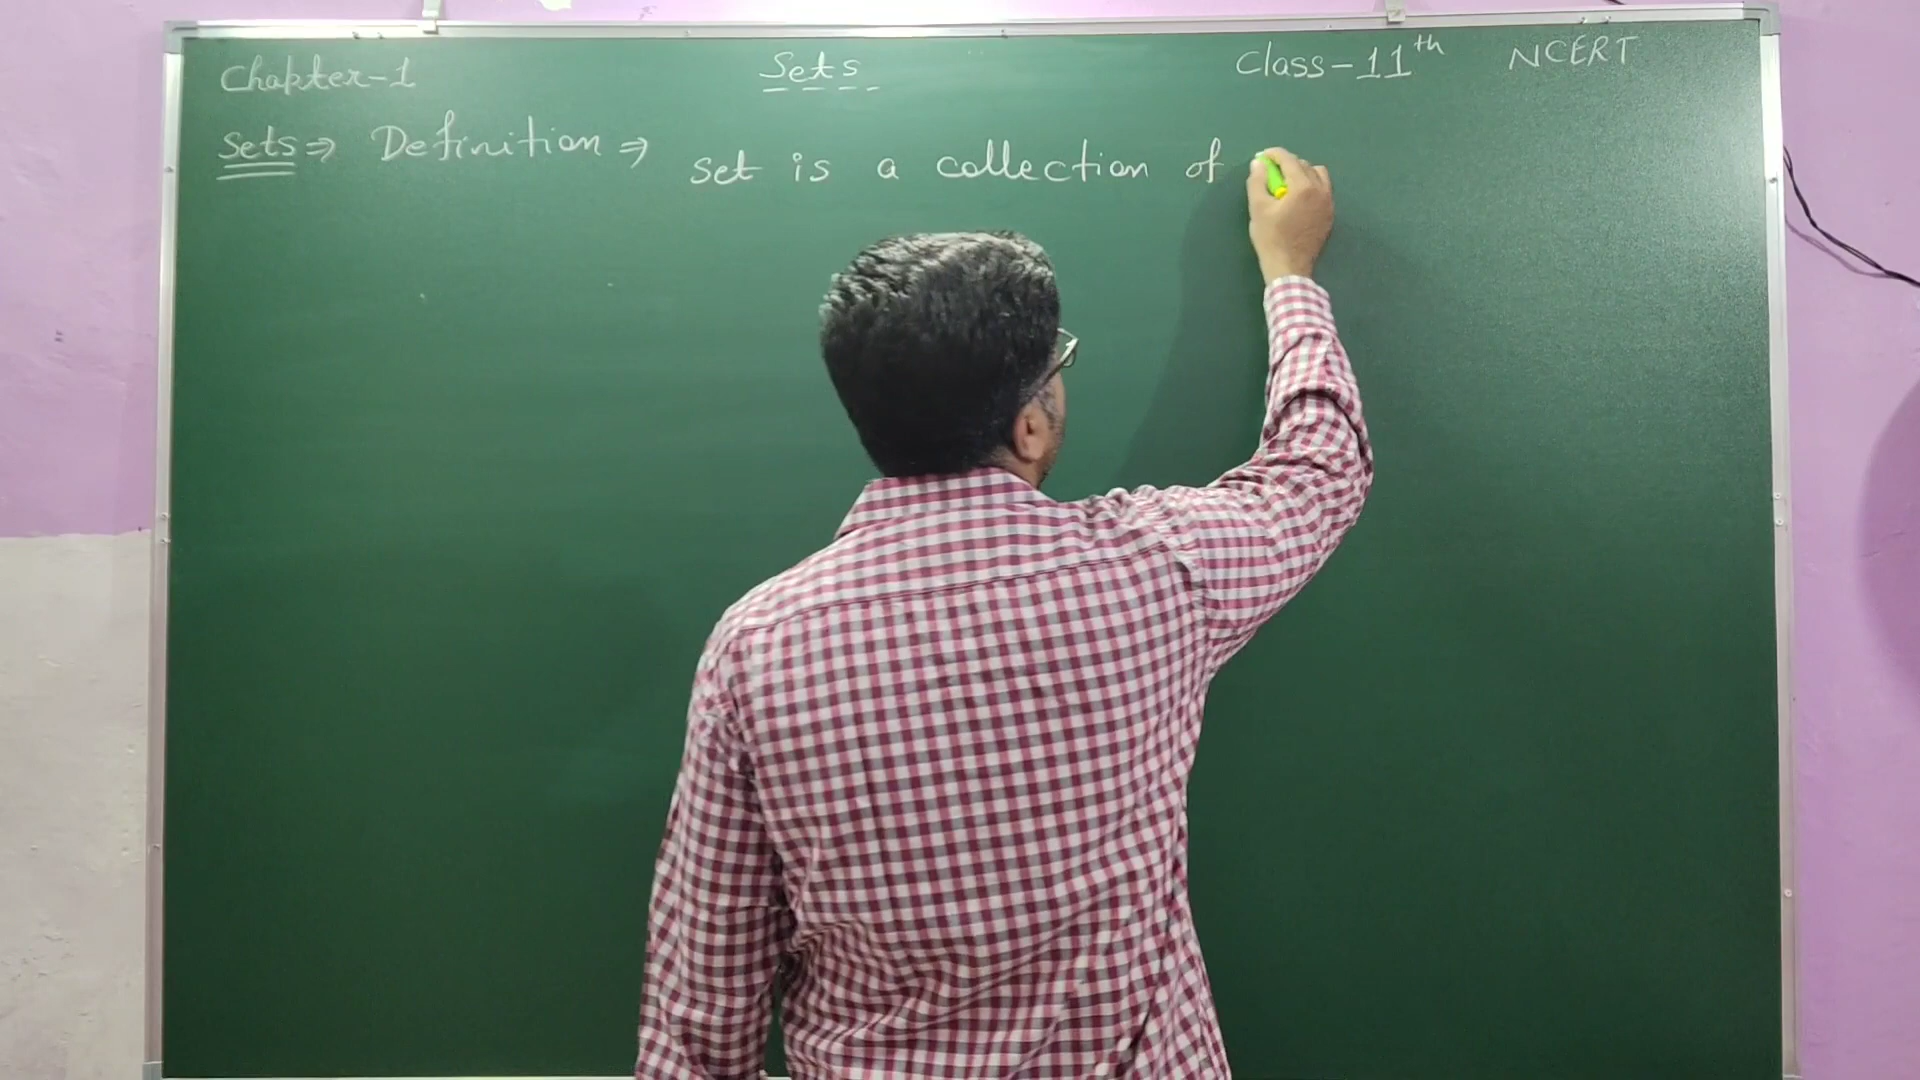 Chapter-1 Sets Class-11th NCERT
Sets ⇒ Definition ⇒ set is a collection of